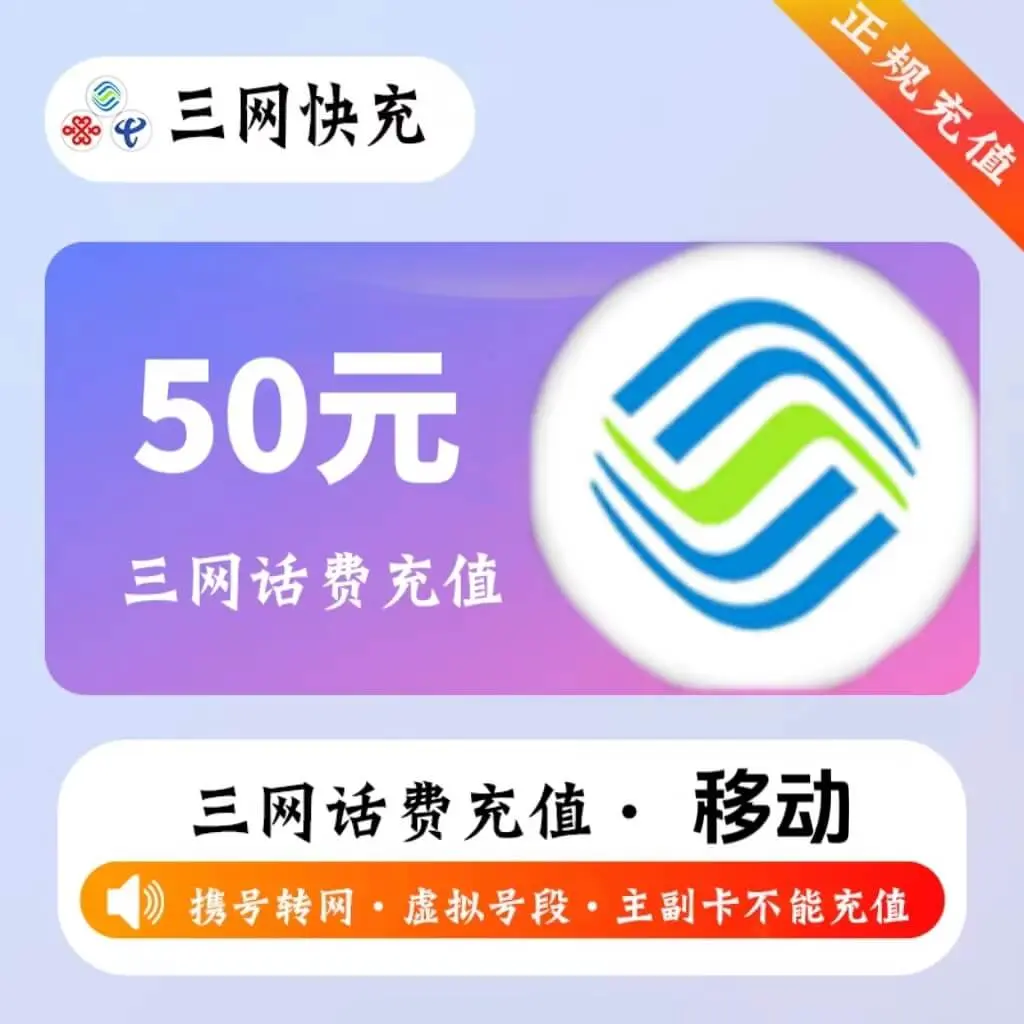 三网快充
正规充值
50元
三网话费充值
三网话费充值·移动
携号转网·虚拟号段·主副卡不能充值